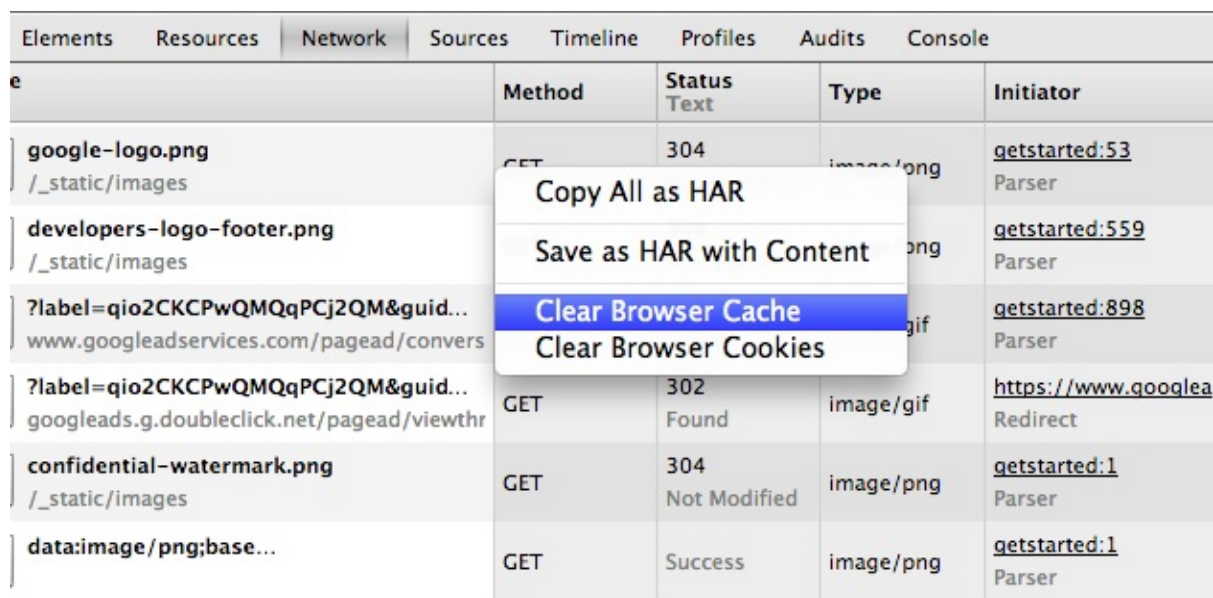 Elements Resources Network Sources Timeline Profiles Audits Console
e Method Status Type Initiator
Text
google-logo.png 304 getstarted:53
/_static/images GET image/png Parser
Copy All as HAR
developers-logo-footer.png getstarted:559
/_static/images png Parser
Save as HAR with Content
?label=qio2CKCPwQMQqPCj2QM&guid... getstarted:898
www.googleadservices.com/pagead/convers gif Parser
Clear Browser Cache
Clear Browser Cookies
?label=qio2CKCPwQMQqPCj2QM&guid... 302 https://www.googlea
googleads.g.doubleclick.net/pagead/viewthr GET Found image/gif Redirect
confidential-watermark.png 304 getstarted:1
/_static/images GET Not Modified image/png Parser
data:image/png;base... getstarted:1
GET Success image/png Parser